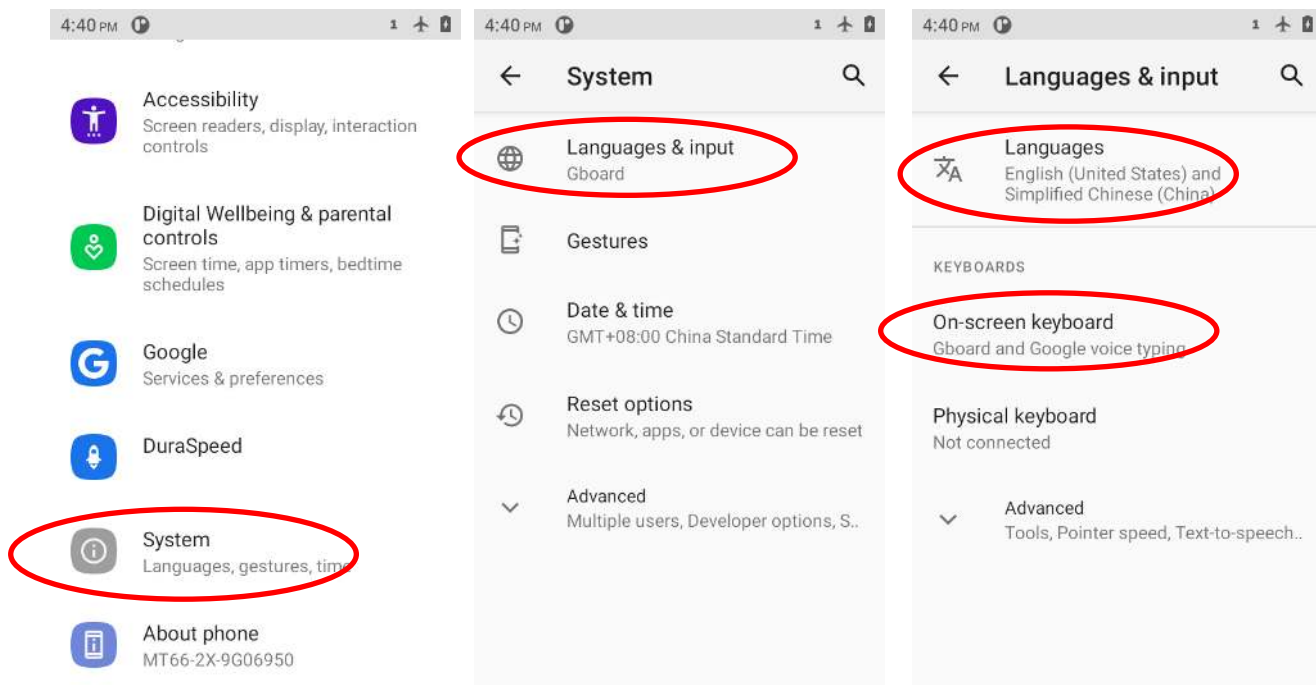 4:40 PM
1
Accessibility
Screen readers, display, interaction
controls
Digital Wellbeing & parental
controls
Screen time, app timers, bedtime
schedules
Google
Services & preferences
DuraSpeed
System
Languages, gestures, time
About phone
MT66-2X-9G06950
4:40 PM
1
System
Languages & input
Gboard
Gestures
Date & time
GMT+08:00 China Standard Time
Reset options
Network, apps, or device can be reset
Advanced
Multiple users, Developer options, S..
4:40 PM
1
Languages & input
Languages
English (United States) and
Simplified Chinese (China)
KEYBOARDS
On-screen keyboard
Gboard and Google voice typing
Physical keyboard
Not connected
Advanced
Tools, Pointer speed, Text-to-speech..